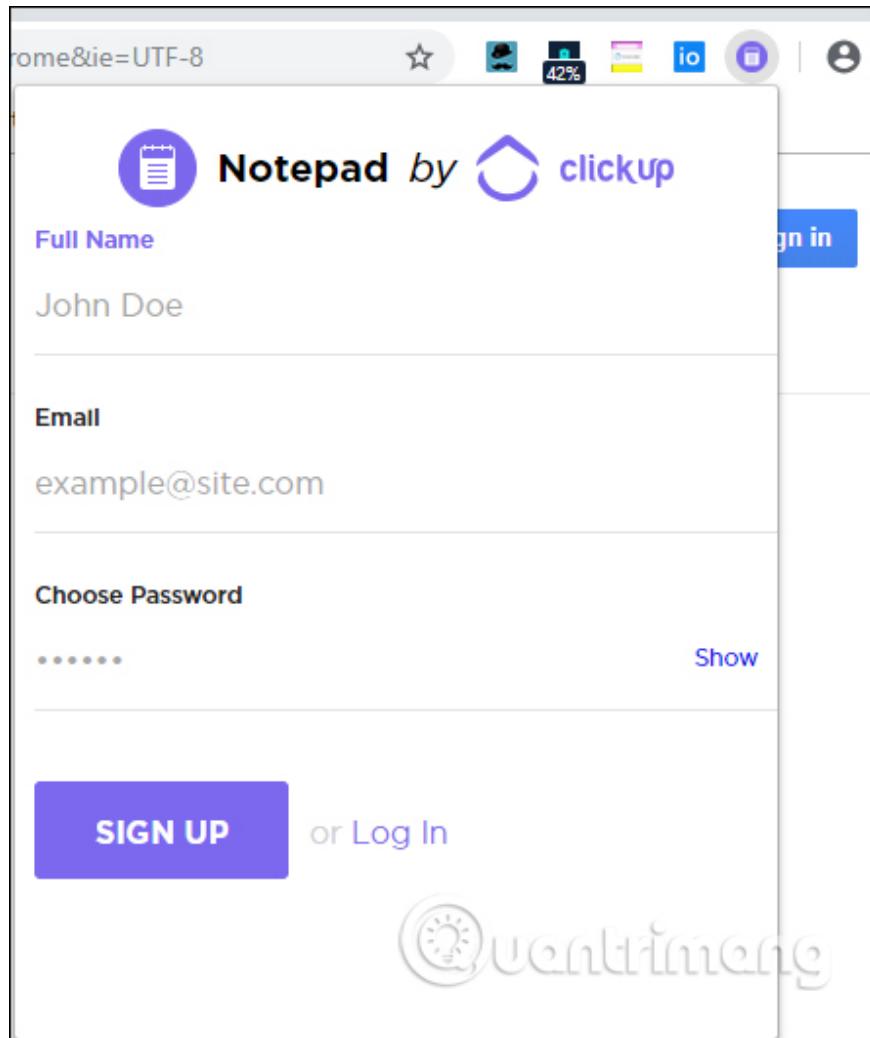 rome&ie=UTF-8
42%
io
Notepad by clickup
gn in
Full Name
John Doe
Email
example@site.com
Choose Password
••••••
Show
SIGN UP or Log In
Quantrimang